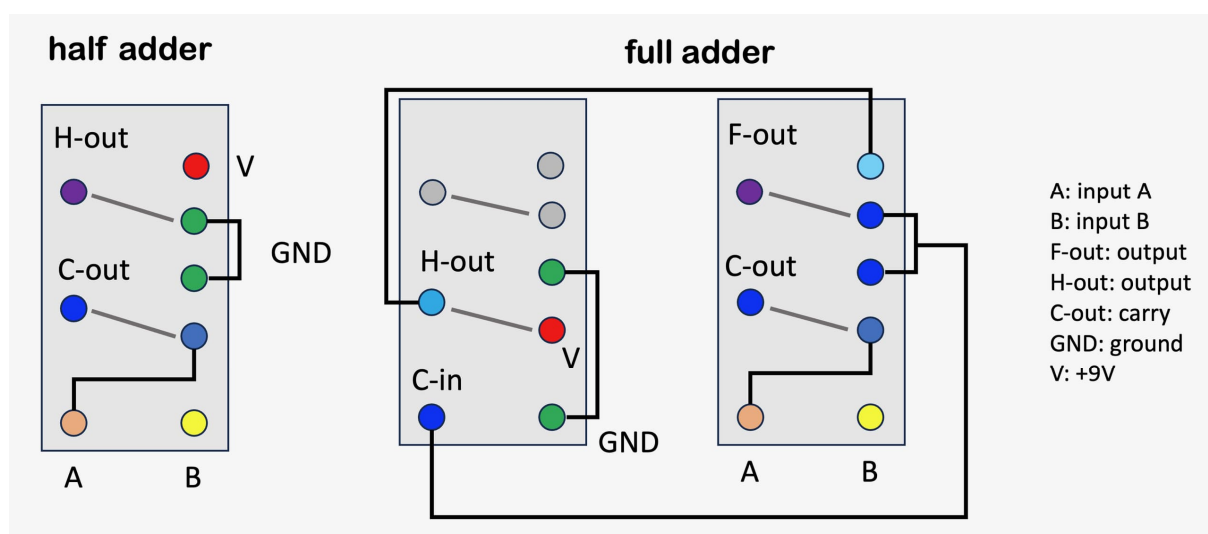 half adder
H-out
V
GND
C-out
A
B
full adder
H-out
V
C-in
GND
F-out
C-out
A
B
A: input A
B: input B
F-out: output
H-out: output
C-out: carry
GND: ground
V: +9V